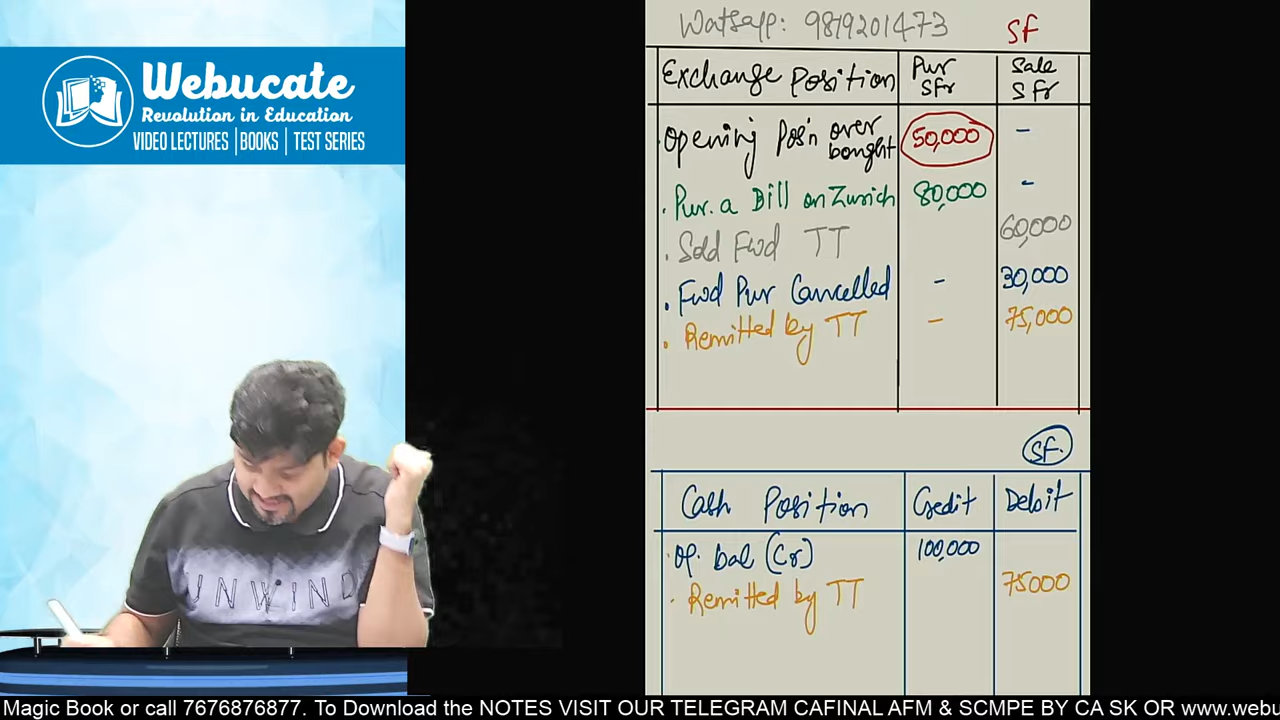 Webucate
Revolution in Education
VIDEO LECTURES | BOOKS | TEST SERIES
Watsapp: 9819201473 SF
Exchange Position Pur SFr Sale S fr
. Opening Pos'n over bought 50,000 -
. Pur. a Bill on Zurich 80,000 -
. Sold Fwd TT 60,000
. Fwd Pur Cancelled - 30,000
. Remitted by TT - 75,000
SF.
Cash Position Credit Debit
. Op. bal (Cr) 100,000
. Remitted by TT 75000
UNWIND
Magic Book or call 7676876877. To Download the NOTES VISIT OUR TELEGRAM CAFINAL AFM & SCMPE BY CA SK OR www.webu